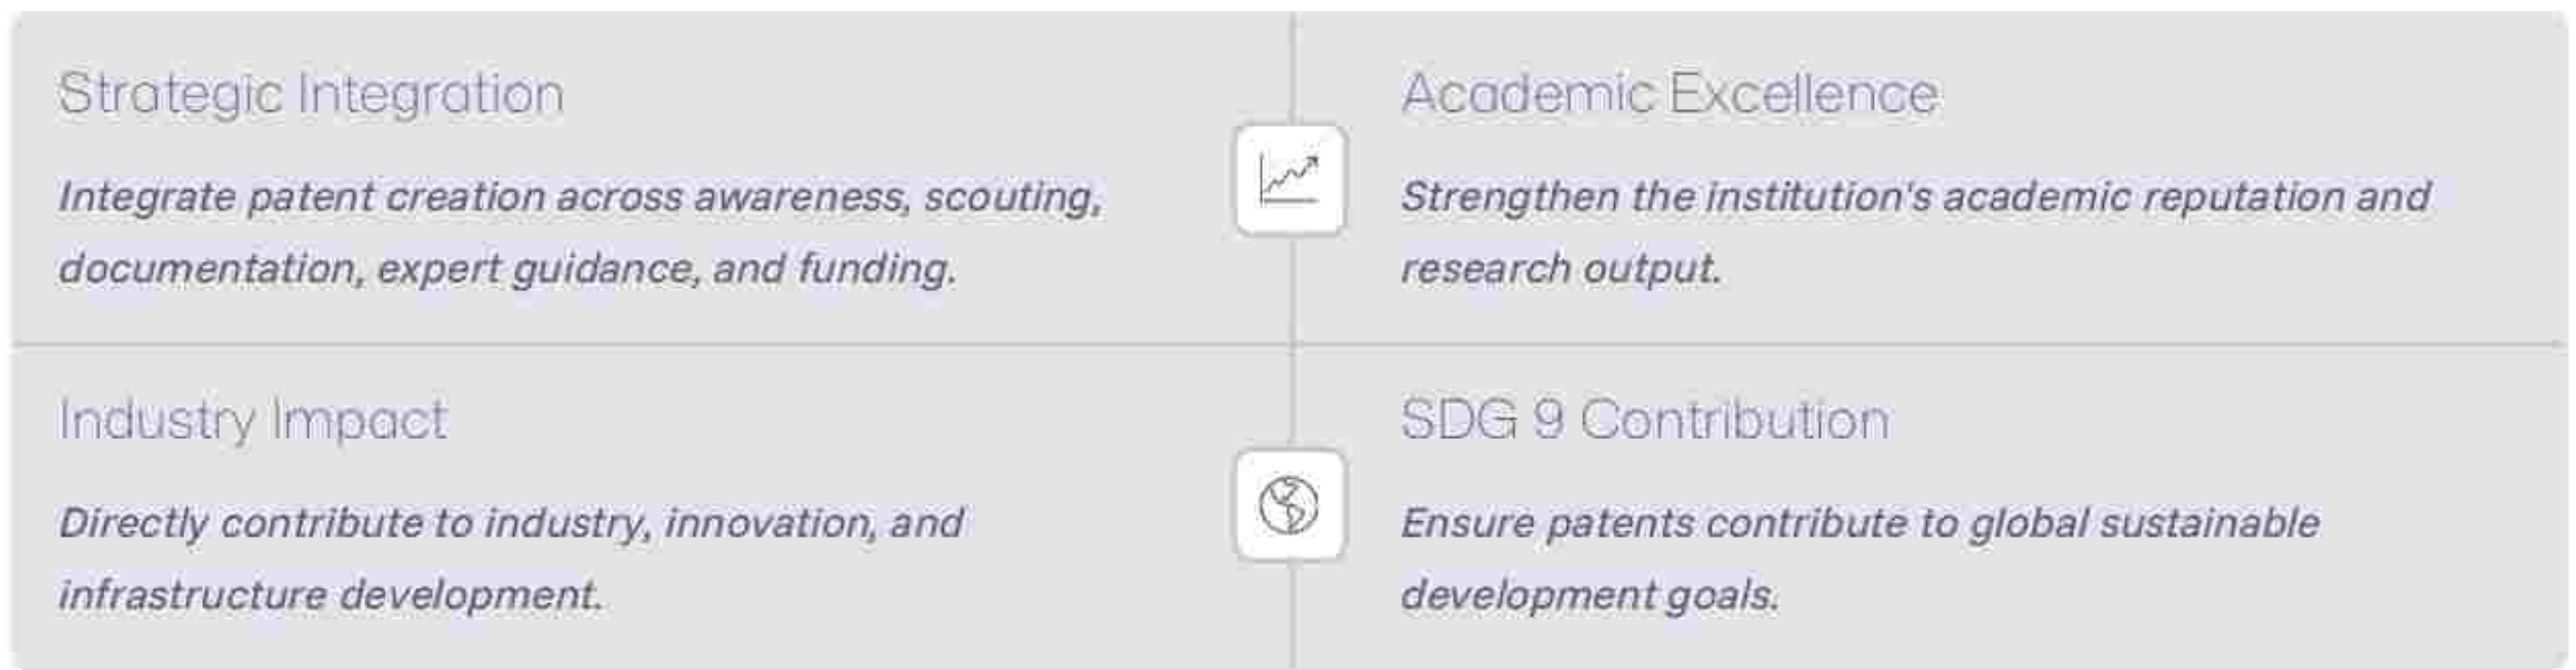 Strategic Integration
Integrate patent creation across awareness, scouting,
documentation, expert guidance, and funding.
Academic Excellence
Strengthen the institution's academic reputation and
research output.
Industry Impact
Directly contribute to industry, innovation, and
infrastructure development.
SDG 9 Contribution
Ensure patents contribute to global sustainable
development goals.